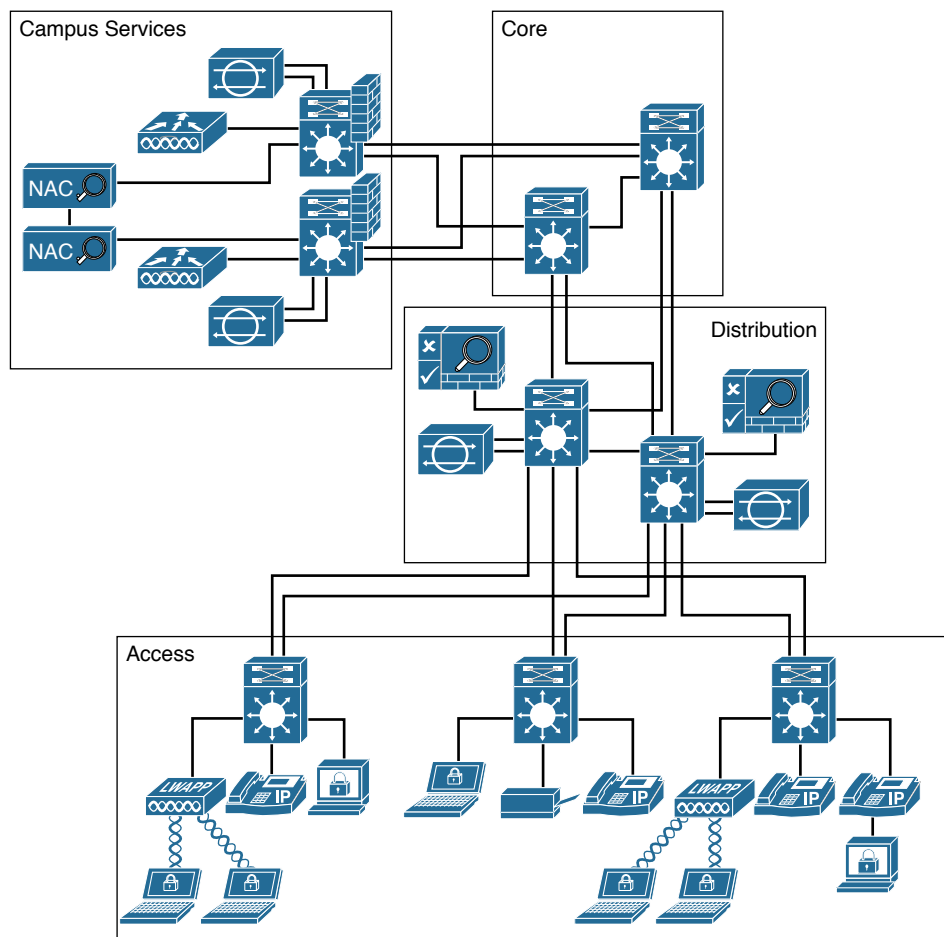 Campus Services
Core
NAC
NAC
Distribution
Access
LWAPP
IP
IP
LWAPP
IP
IP